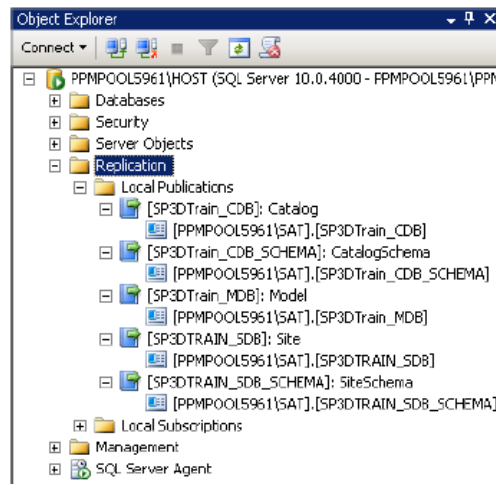 Object Explorer
Connect
PPMPOOL5961\HOST (SQL Server 10.0.4000 - PPMPOOL5961\PPM
Databases
Security
Server Objects
Replication
Local Publications
[SP3DTrain_CDB]: Catalog
[PPMPOOL5961\SAT].[SP3DTrain_CDB]
[SP3DTrain_CDB_SCHEMA]: CatalogSchema
[PPMPOOL5961\SAT].[SP3DTrain_CDB_SCHEMA]
[SP3DTrain_MDB]: Model
[PPMPOOL5961\SAT].[SP3DTrain_MDB]
[SP3DTRAIN_SDB]: Site
[PPMPOOL5961\SAT].[SP3DTRAIN_SDB]
[SP3DTRAIN_SDB_SCHEMA]: SiteSchema
[PPMPOOL5961\SAT].[SP3DTRAIN_SDB_SCHEMA]
Local Subscriptions
Management
SQL Server Agent